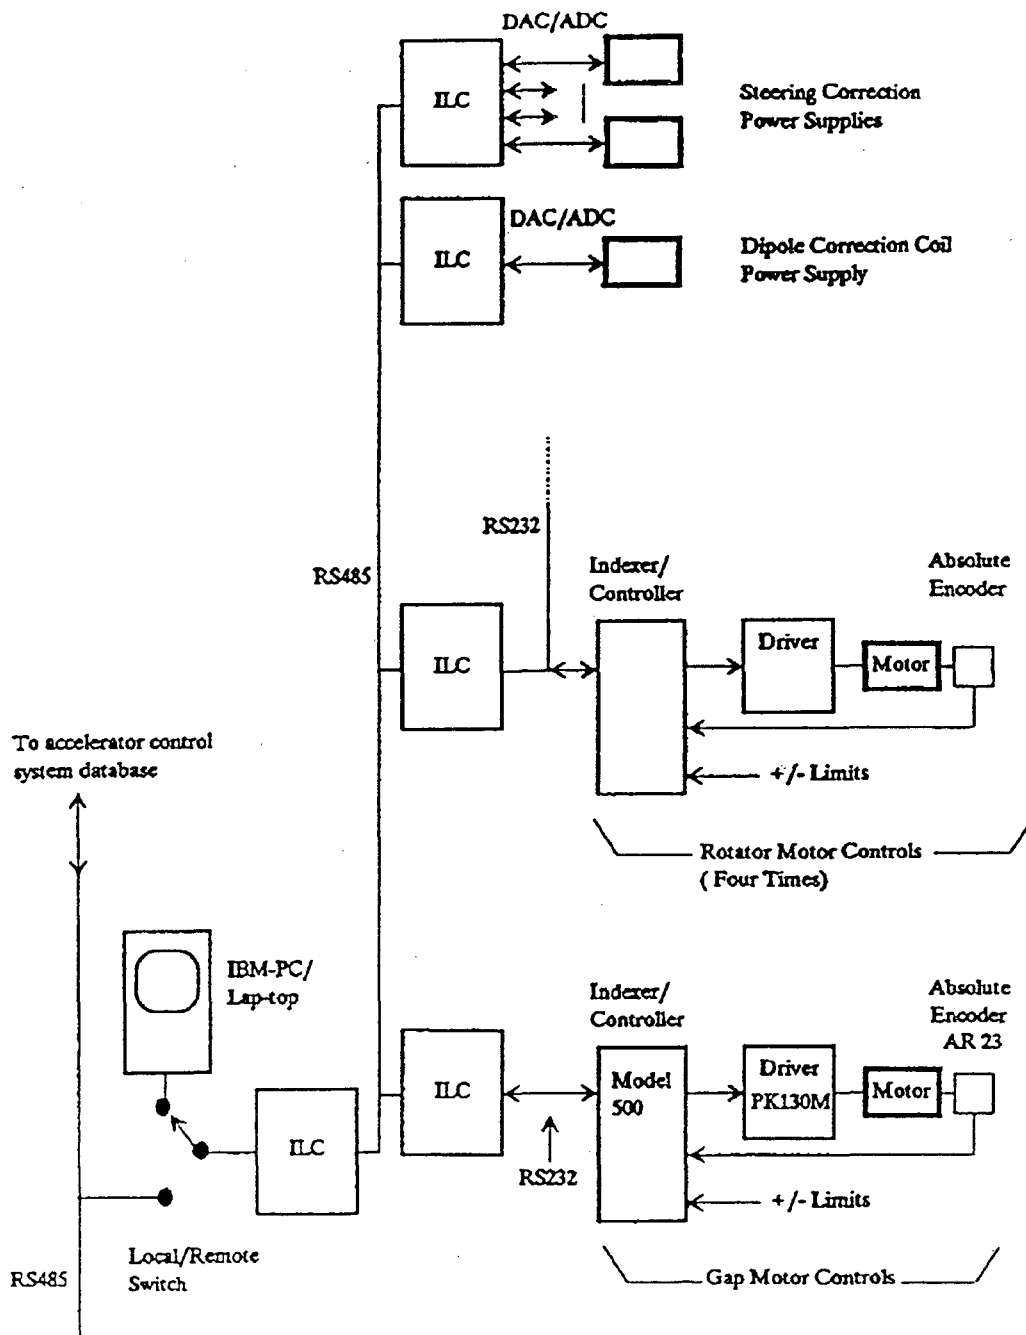 DAC/ADC
ILC
Steering Correction
Power Supplies
DAC/ADC
ILC
Dipole Correction Coil
Power Supply
RS232
RS485
Indexer/
Controller
Absolute
Encoder
ILC
Driver
Motor
+/- Limits
To accelerator control
system database
Rotator Motor Controls
( Four Times)
IBM-PC/
Lap-top
Indexer/
Controller
Absolute
Encoder
AR 23
ILC
Model
500
Driver
PK130M
Motor
ILC
RS232
+/- Limits
Local/Remote
Switch
RS485
Gap Motor Controls